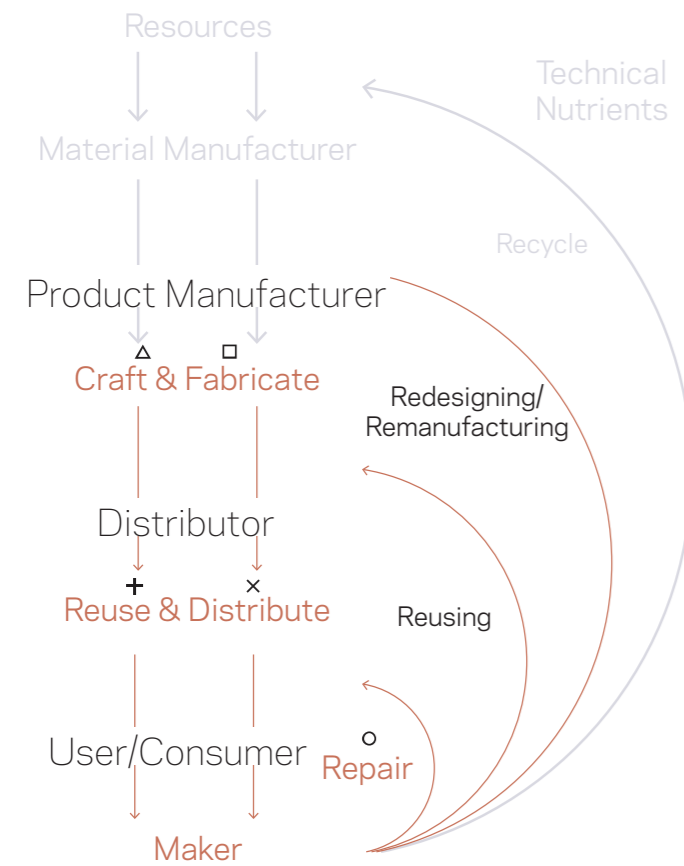 Resources
Technical
Nutrients
Material Manufacturer
Recycle
Product Manufacturer
Craft & Fabricate
Redesigning/
Remanufacturing
Distributor
Reuse & Distribute
Reusing
User/Consumer
Repair
Maker